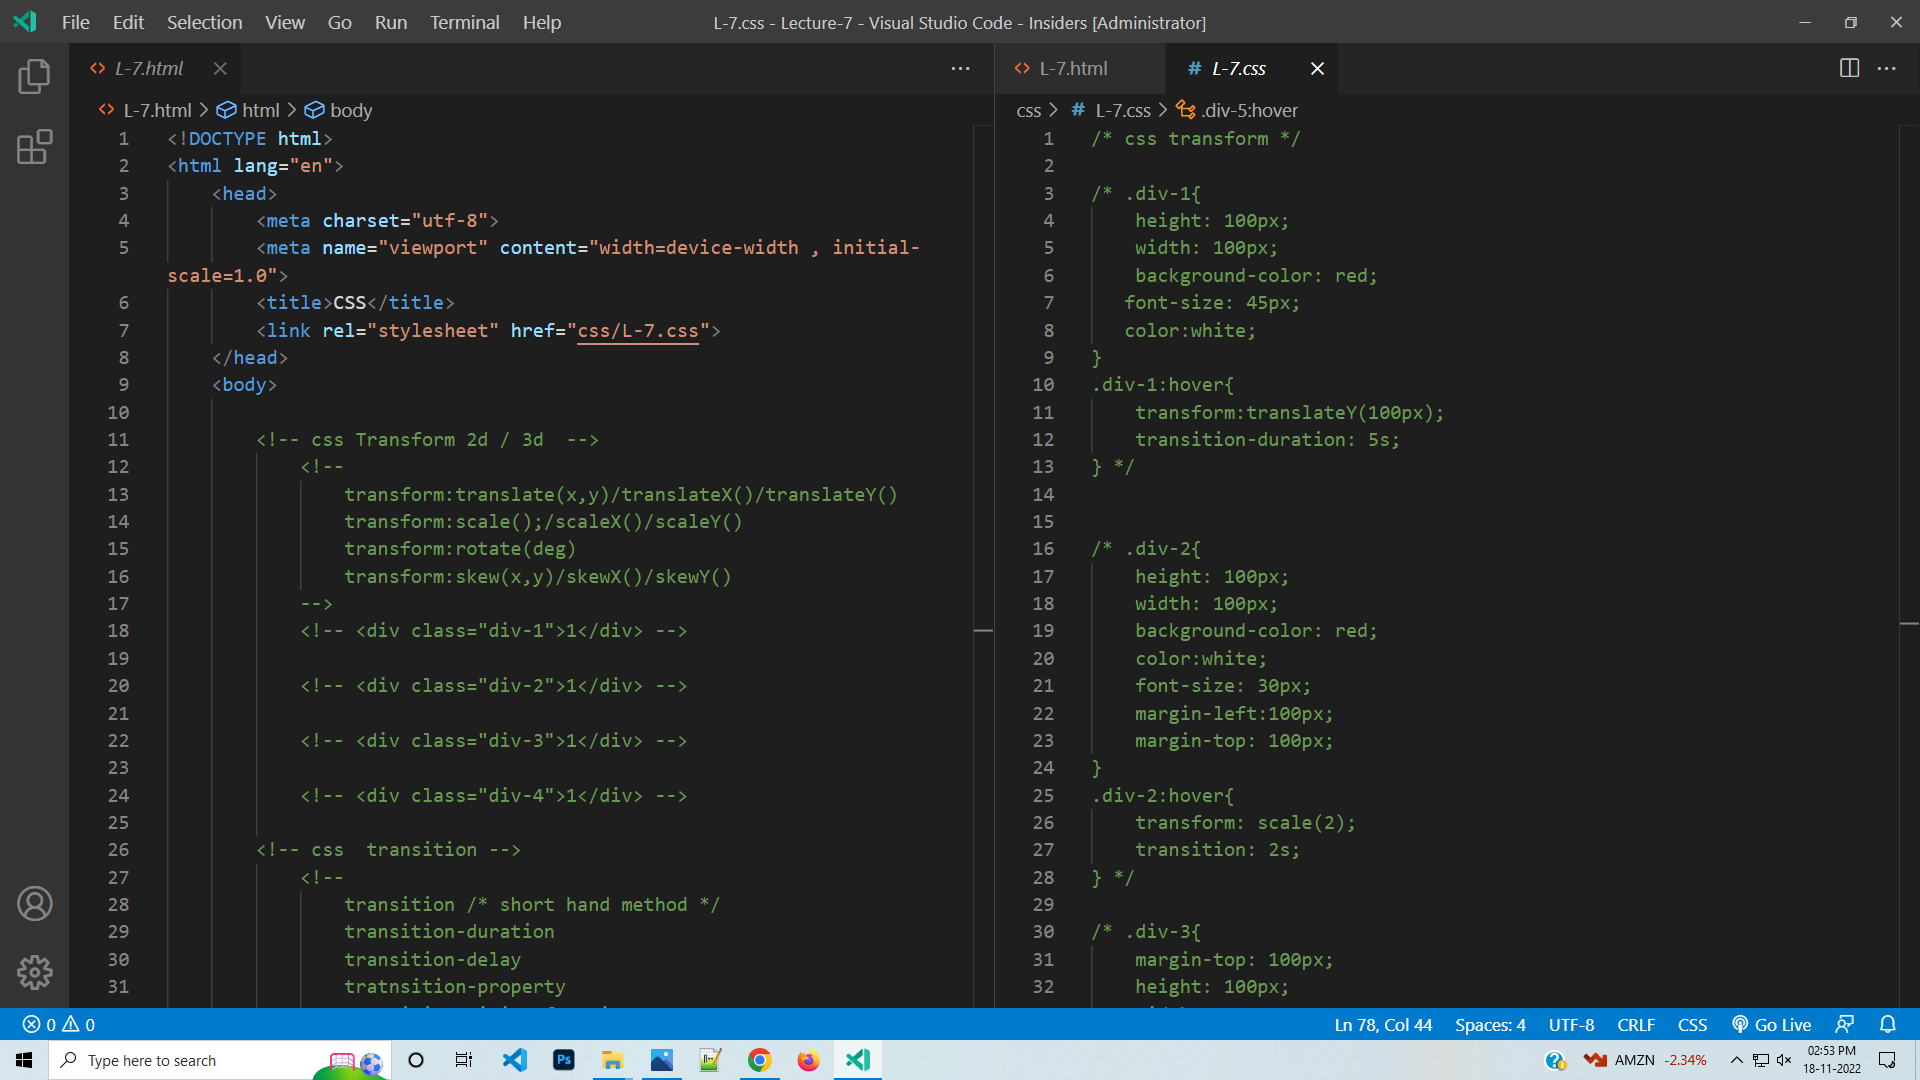 File Edit Selection View Go Run Terminal Help
L-7.css - Lecture-7 - Visual Studio Code - Insiders [Administrator]
L-7.html
L-7.html > html > body
1 <!DOCTYPE html>
2 <html lang="en">
3 <head>
4 <meta charset="utf-8">
5 <meta name="viewport" content="width=device-width , initial-
scale=1.0">
6 <title>CSS</title>
7 <link rel="stylesheet" href="css/L-7.css">
8 </head>
9 <body>
10
11 <!-- css Transform 2d / 3d  -->
12 <!--
13 transform:translate(x,y)/translateX()/translateY()
14 transform:scale();/scaleX()/scaleY()
15 transform:rotate(deg)
16 transform:skew(x,y)/skewX()/skewY()
17 -->
18 <!-- <div class="div-1">1</div> -->
19
20 <!-- <div class="div-2">1</div> -->
21
22 <!-- <div class="div-3">1</div> -->
23
24 <!-- <div class="div-4">1</div> -->
25
26 <!-- css  transition -->
27 <!--
28 transition /* short hand method */
29 transition-duration
30 transition-delay
31 tratnsition-property
L-7.html # L-7.css
css > # L-7.css > .div-5:hover
1 /* css transform */
2
3 /* .div-1{
4 height: 100px;
5 width: 100px;
6 background-color: red;
7 font-size: 45px;
8 color:white;
9 }
10 .div-1:hover{
11 transform:translateY(100px);
12 transition-duration: 5s;
13 } */
14
15
16 /* .div-2{
17 height: 100px;
18 width: 100px;
19 background-color: red;
20 color:white;
21 font-size: 30px;
22 margin-left:100px;
23 margin-top: 100px;
24 }
25 .div-2:hover{
26 transform: scale(2);
27 transition: 2s;
28 } */
29
30 /* .div-3{
31 margin-top: 100px;
32 height: 100px;
0 0 Ln 78, Col 44 Spaces: 4 UTF-8 CRLF CSS Go Live
Type here to search
Ps
AMZN -2.34%
02:53 PM
18-11-2022